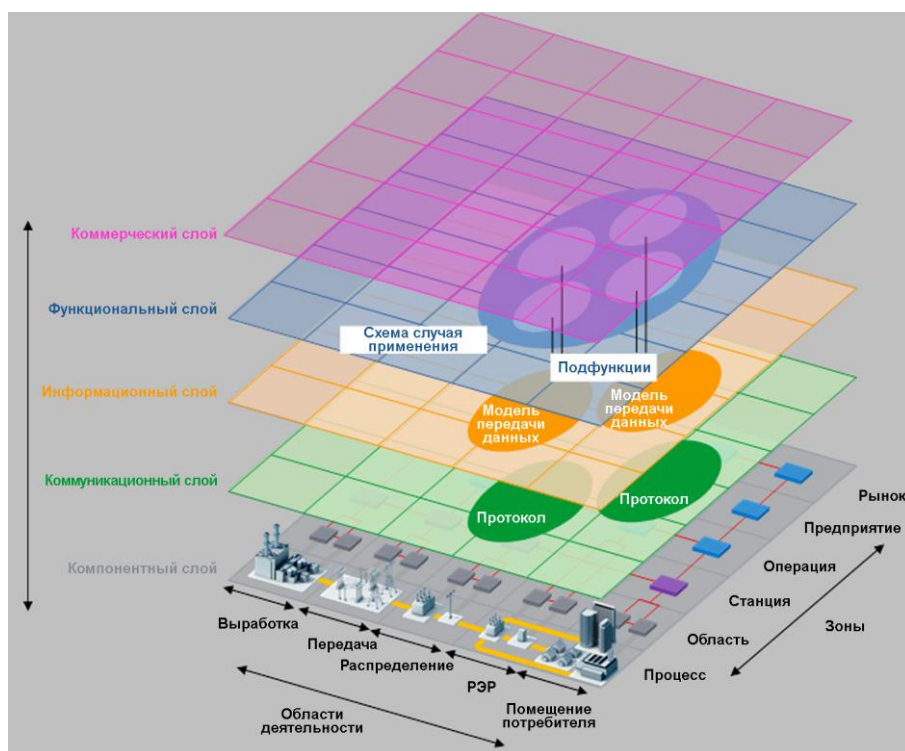 Коммерческий слой
Функциональный слой
Схема случая
применения
Подфункции
Информационный слой
Модель
передачи
данных
Модель
передачи
данных
Коммуникационный слой
Протокол
Протокол
Компонентный слой
Рынок
Предприятие
Операция
Станция
Область
Процесс
Зоны
Выработка
Передача
Распределение
РЭР
Помещение
потребителя
Области
деятельности